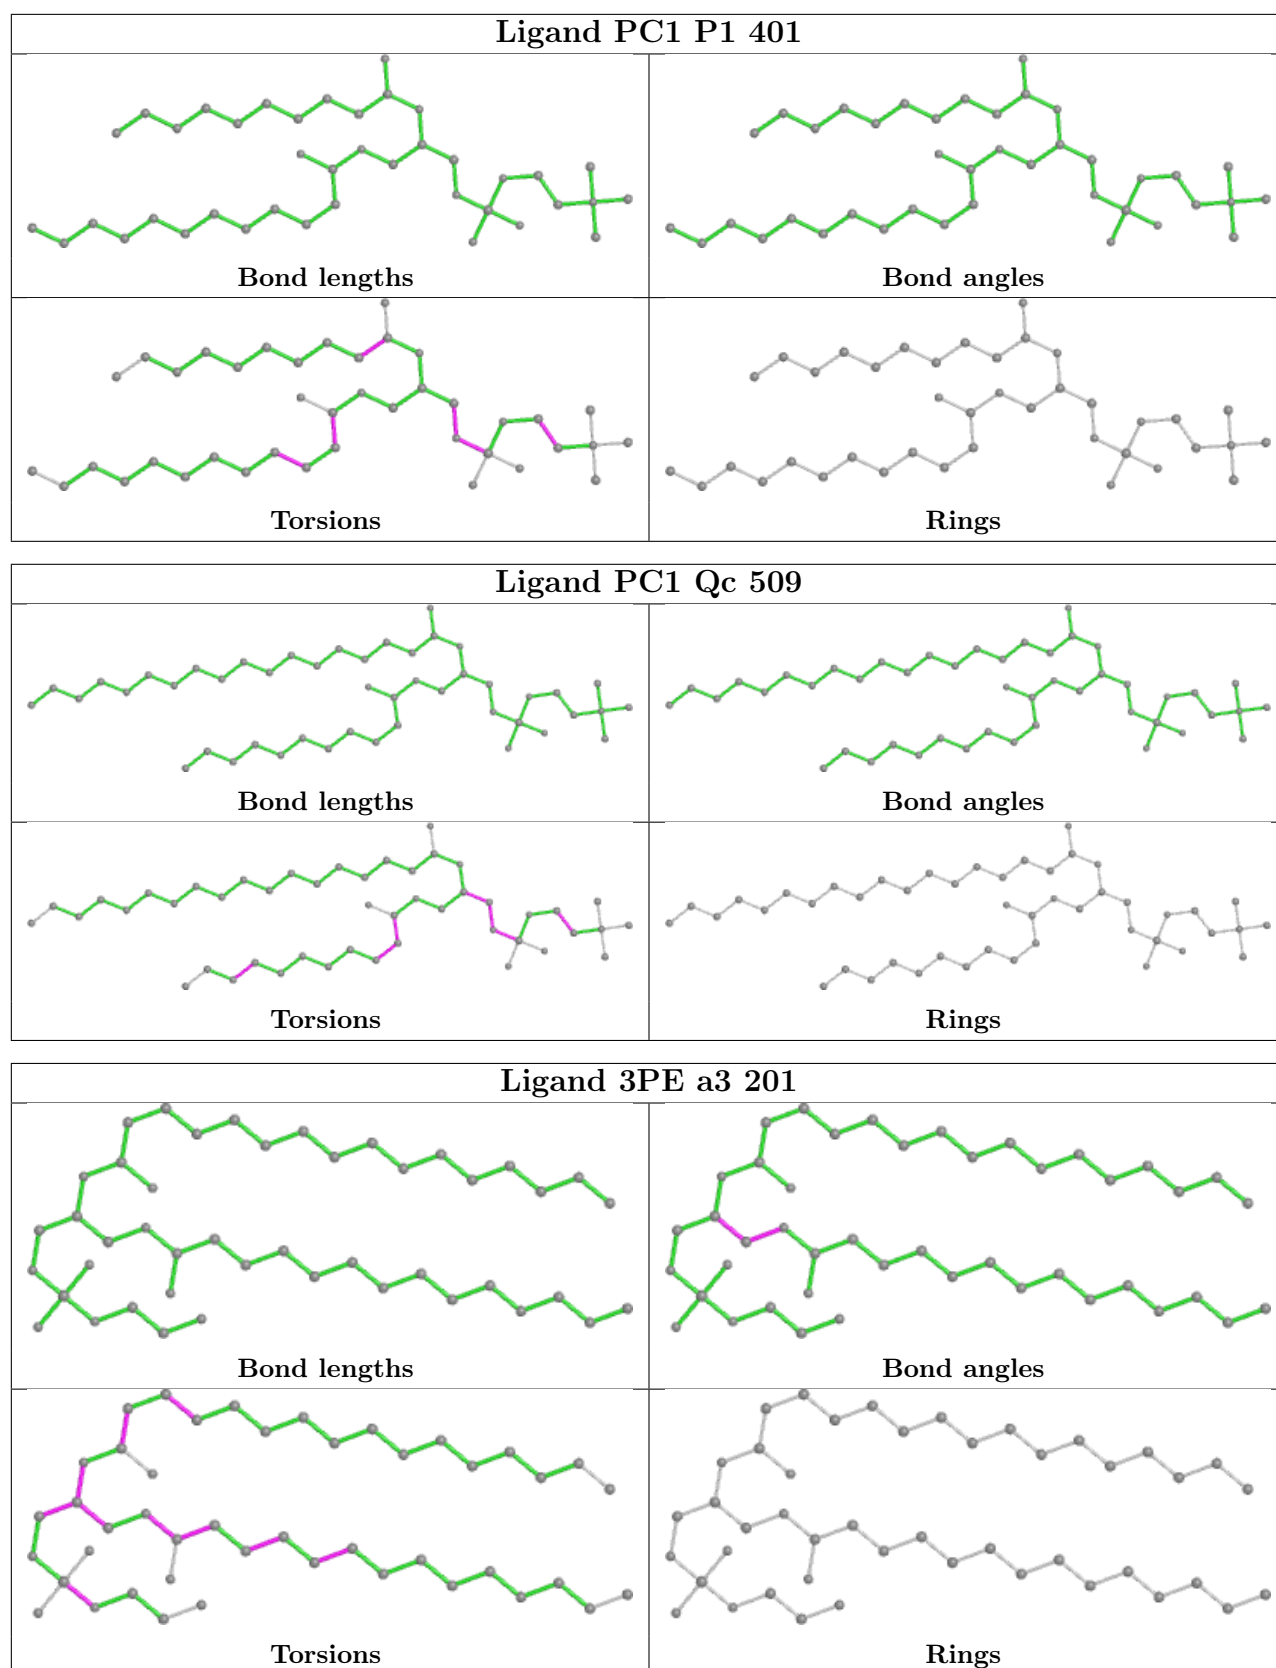 Ligand PC1 P1 401
Bond lengths
Bond angles
Torsions
Rings
Ligand PC1 Qc 509
Bond lengths
Bond angles
Torsions
Rings
Ligand 3PE a3 201
Bond lengths
Bond angles
Torsions
Rings